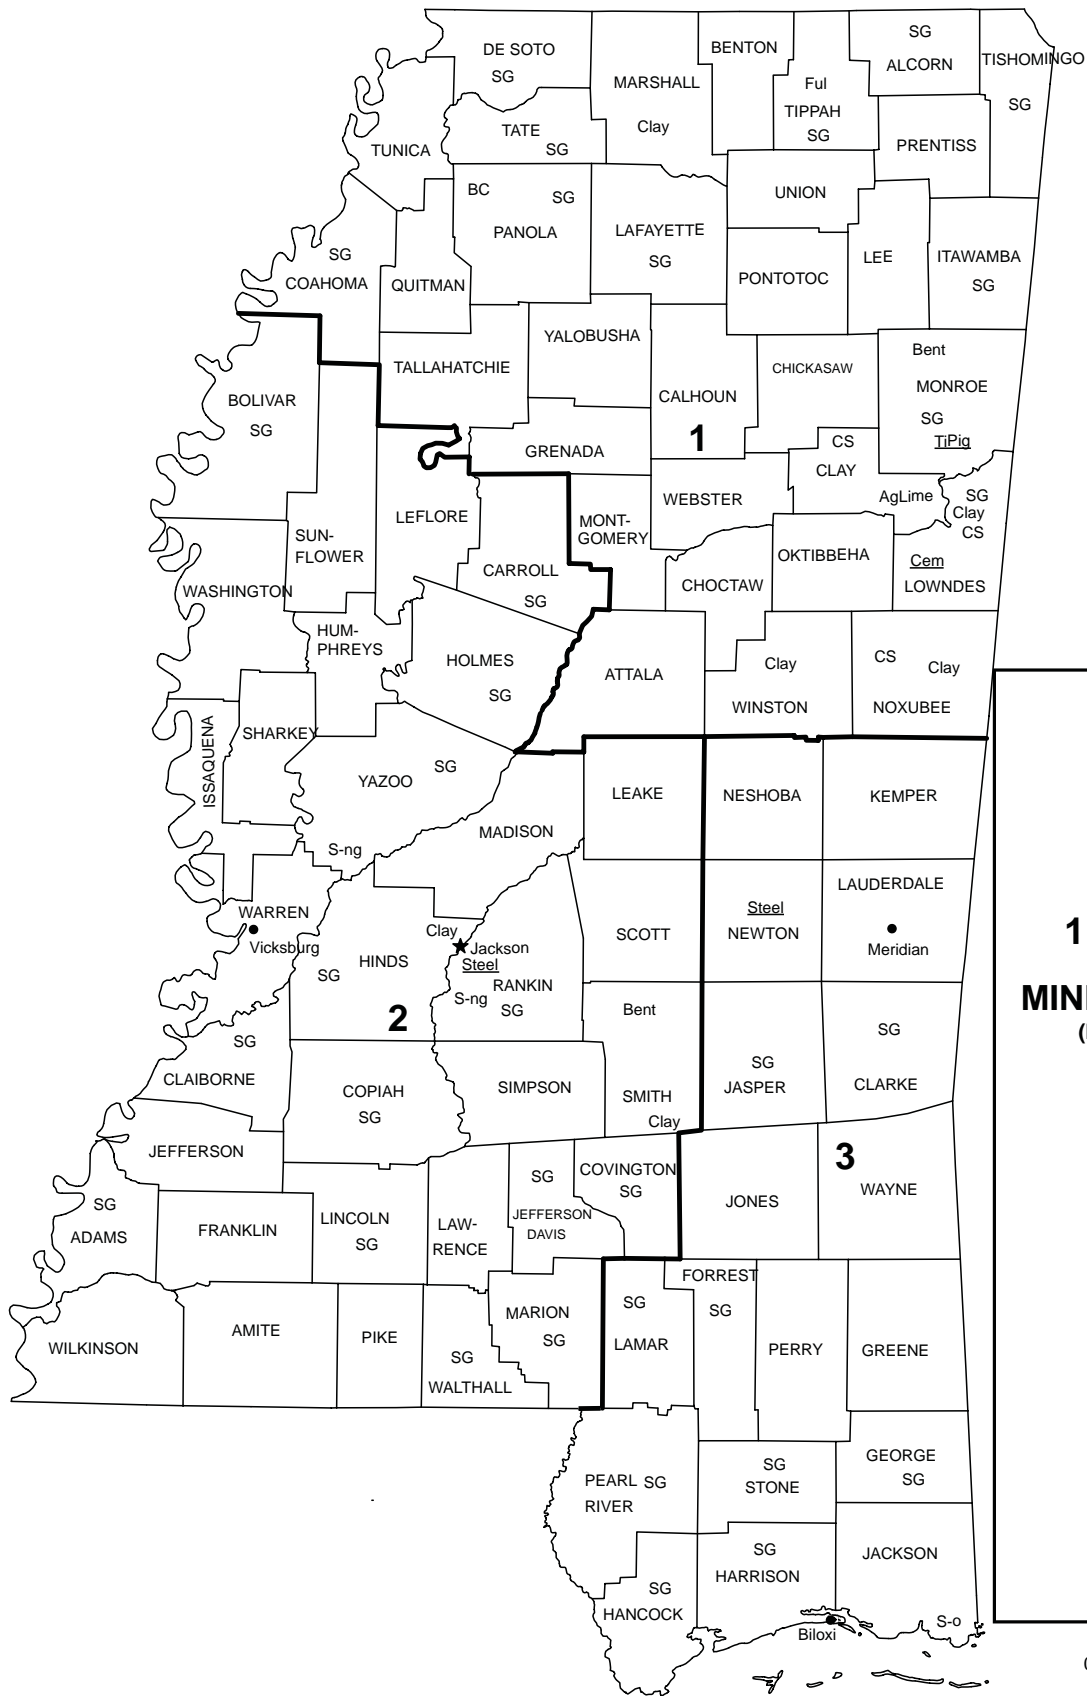 DE SOTO
SG
MARSHALL
Clay
BENTON
Ful
TIPPAH
SG
SG
ALCORN
TISHOMINGO
SG
TATE
SG
TUNICA
PRENTISS
BC
SG
PANOLA
LAFAYETTE
SG
UNION
PONTOTOC
LEE
ITAWAMBA
SG
SG
COAHOMA
QUITMAN
TALLAHATCHIE
YALOBUSHA
CALHOUN
CHICKASAW
Bent
MONROE
SG
TiPig
BOLIVAR
SG
GRENADA
1
CS
CLAY
AgLime
SG
Clay
CS
Cem
LOWNDES
WEBSTER
MONT-
GOMERY
OKTIBBEHA
CHOCTAW
LEFLORE
SUN-
FLOWER
CARROLL
SG
WASHINGTON
HUM-
PHREYS
HOLMES
SG
ATTALA
Clay
WINSTON
CS
Clay
NOXUBEE
ISSAQUENA
SHARKEY
YAZOO
SG
S-ng
MADISON
LEAKE
NESHOBA
KEMPER
WARREN
Vicksburg
Clay
HINDS
SG
Jackson
Steel
S-ng
RANKIN
SG
SCOTT
Steel
NEWTON
LAUDERDALE
Meridian
2
Bent
SMITH
Clay
SG
JASPER
SG
CLARKE
SG
CLAIBORNE
COPIAH
SG
SIMPSON
JEFFERSON
SG
ADAMS
FRANKLIN
LINCOLN
SG
LAW-
RENCE
SG
JEFFERSON
DAVIS
COVINGTON
SG
JONES
3
WAYNE
WILKINSON
AMITE
PIKE
SG
WALTHALL
MARION
SG
SG
LAMAR
FORREST
SG
PERRY
GREENE
PEARL SG
RIVER
SG
STONE
GEORGE
SG
SG
HANCOCK
SG
HARRISON
JACKSON
Biloxi
S-o
1
MIN
(
(